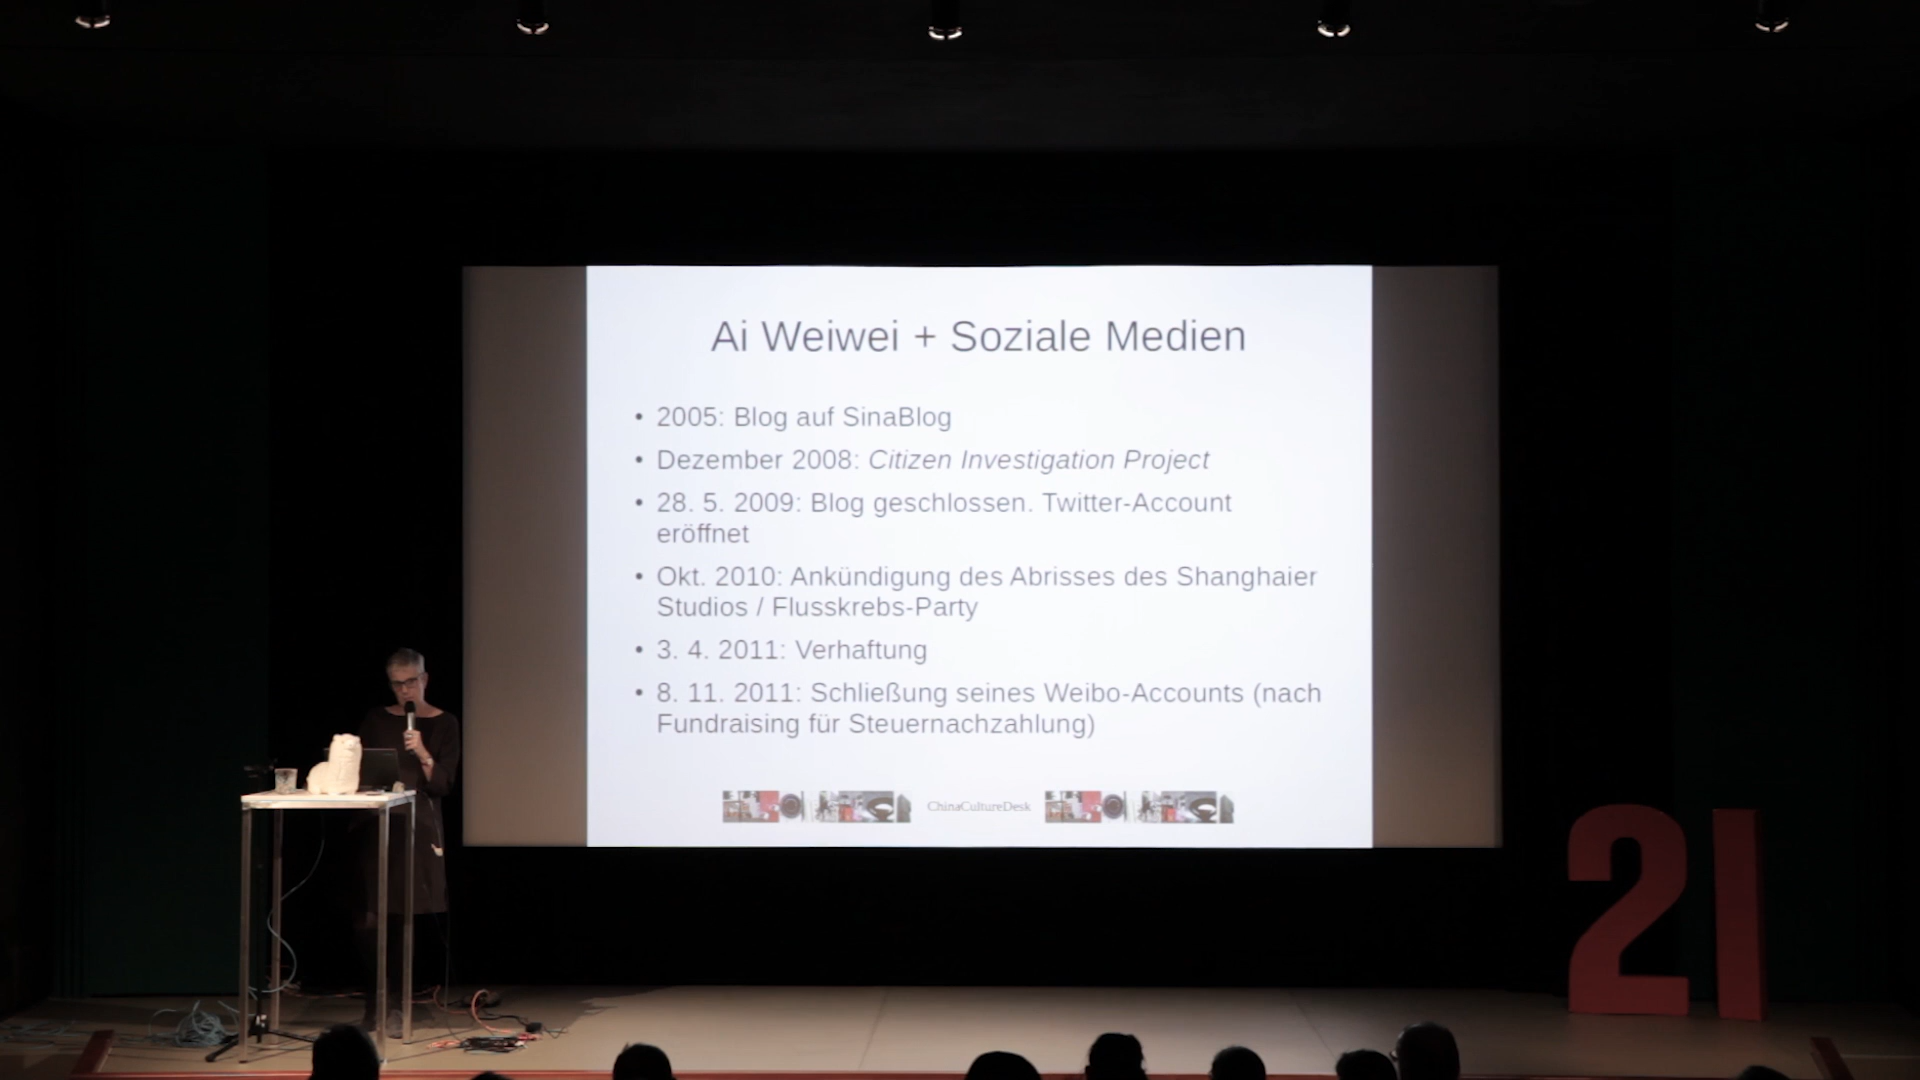 Ai Weiwei + Soziale Medien
• 2005: Blog auf SinaBlog
• Dezember 2008: Citizen Investigation Project
• 28. 5. 2009: Blog geschlossen. Twitter-Account
eröffnet
• Okt. 2010: Ankündigung des Abrisses des Shanghaier
Studios / Flusskrebs-Party
• 3. 4. 2011: Verhaftung
• 8. 11. 2011: Schließung seines Weibo-Accounts (nach
Fundraising für Steuernachzahlung)
ChinaCultureDesk
21